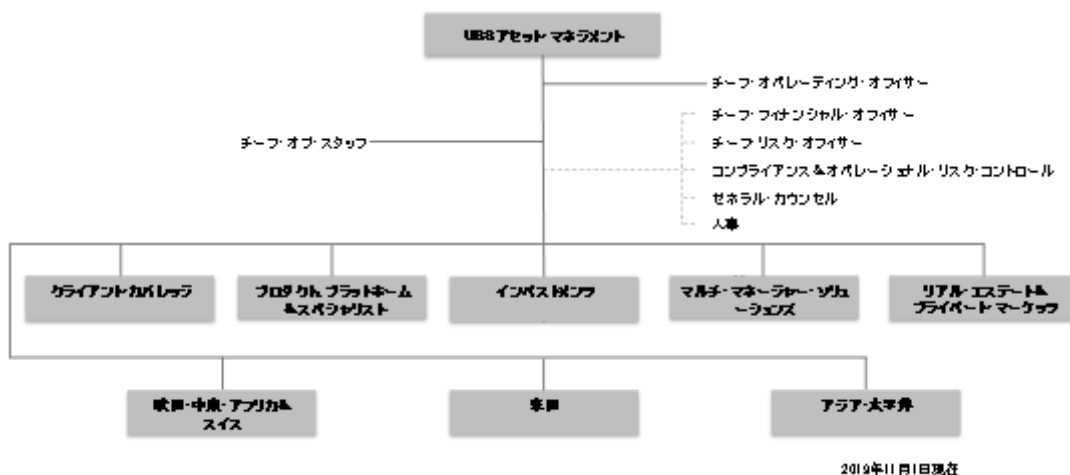 UBSアセット・マネジメント
チーフ・オペレーティング・オフィサー
チーフ・フィナンシャル・オフィサー
チーフ・オブ・スタッフ
チーフ リスク・オフィサー
コンプライアンス&オペレーショナル・リスク・コントロール
ゼネラル・カウンセル
人事
クライアント・カバレッジ
プロダクト, プラットホーム
&スペシャリスト
インベストメンツ
マルチ・マネージャー・ソリュ
ーションズ
リアル・エステート&
プライベート マーケッツ
欧州・中東・アフリカ&
スイス
米国
アジア・太平洋
年11月1日現在